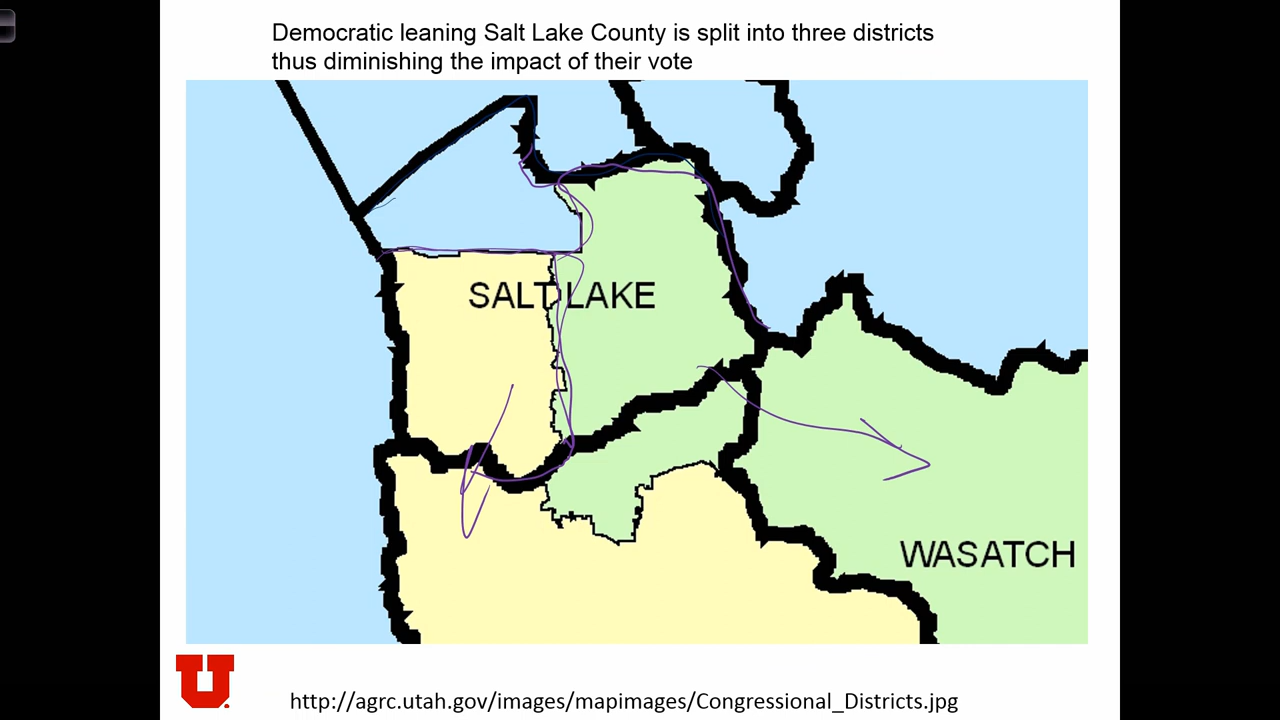 Democratic leaning Salt Lake County is split into three districts
thus diminishing the impact of their vote
SALT LAKE
WASATCH
U
http://agrc.utah.gov/images/mapimages/Congressional_Districts.jpg